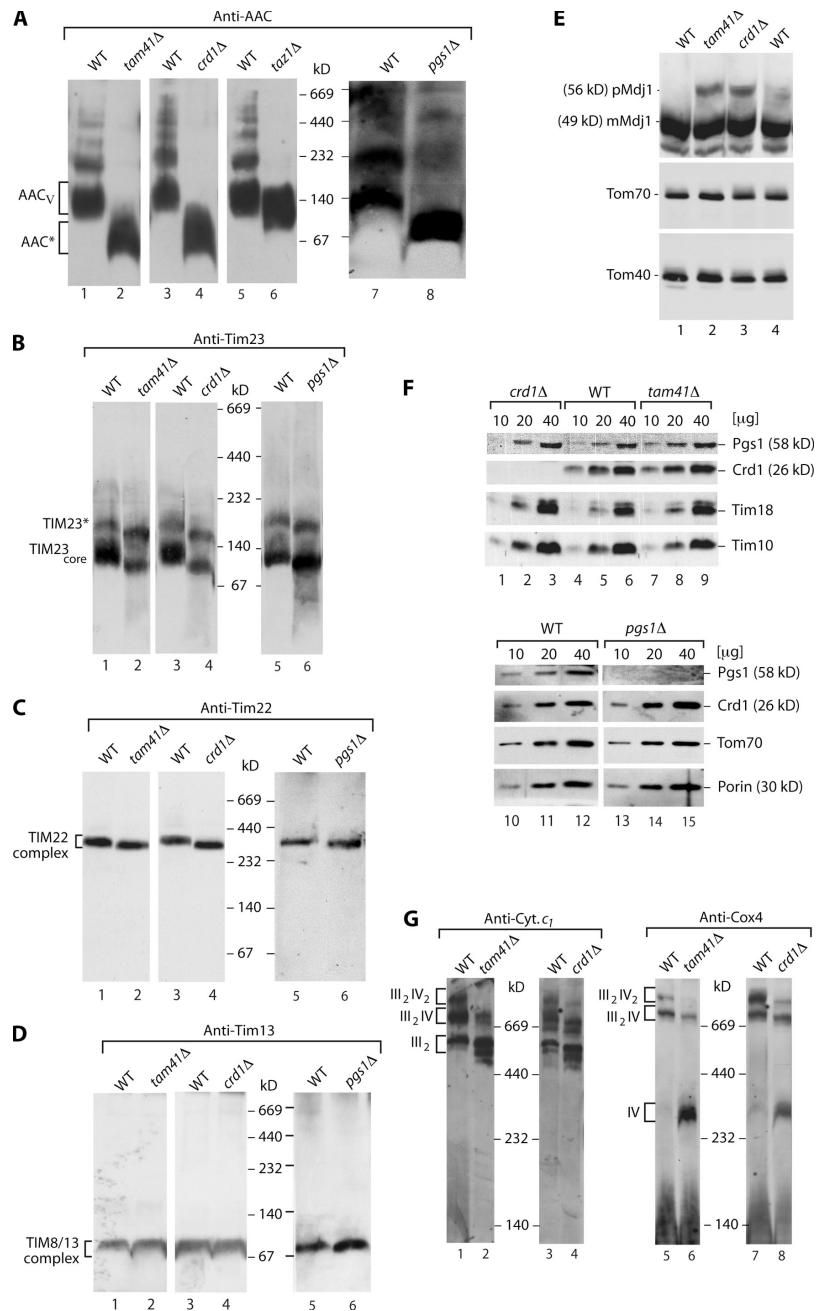 A
Anti-AAC
WT tam41Δ WT crd1Δ WT taz1Δ kD WT pgs1Δ
669
440
232
AACV 140
AAC* 67
1 2 3 4 5 6 7 8
B
Anti-Tim23
WT tam41Δ WT crd1Δ kD WT pgs1Δ
669
440
232
TIM23*
TIM23core 140
67
1 2 3 4 5 6
C
Anti-Tim22
WT tam41Δ WT crd1Δ kD WT pgs1Δ
669
TIM22 440
complex 232
140
67
1 2 3 4 5 6
D
Anti-Tim13
WT tam41Δ WT crd1Δ kD WT pgs1Δ
669
440
232
140
TIM8/13
complex 67
1 2 3 4 5 6
E
WT tam41Δ crd1Δ WT
(56 kD) pMdj1
(49 kD) mMdj1
Tom70
Tom40
1 2 3 4
F
crd1Δ WT tam41Δ
10 20 40 10 20 40 10 20 40 [µg]
Pgs1 (58 kD)
Crd1 (26 kD)
Tim18
Tim10
1 2 3 4 5 6 7 8 9
WT pgs1Δ
10 20 40 10 20 40 [µg]
Pgs1 (58 kD)
Crd1 (26 kD)
Tom70
Porin (30 kD)
10 11 12 13 14 15
G
Anti-Cyt.c1 Anti-Cox4
WT tam41Δ kD WT crd1Δ WT tam41Δ kD WT crd1Δ
III2IV2 III2IV2
III2IV 669 III2IV 669
III2
440 440
IV
232 232
140 140
1 2 3 4 5 6 7 8